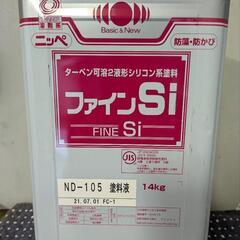 ニッペ
Basic & New
防藻・防かび
ターペン可溶2液形シリコン系塗料
ファインSi
FINE Si
JIS
14kg
ND-105 塗料液
21.07.01 FC-1